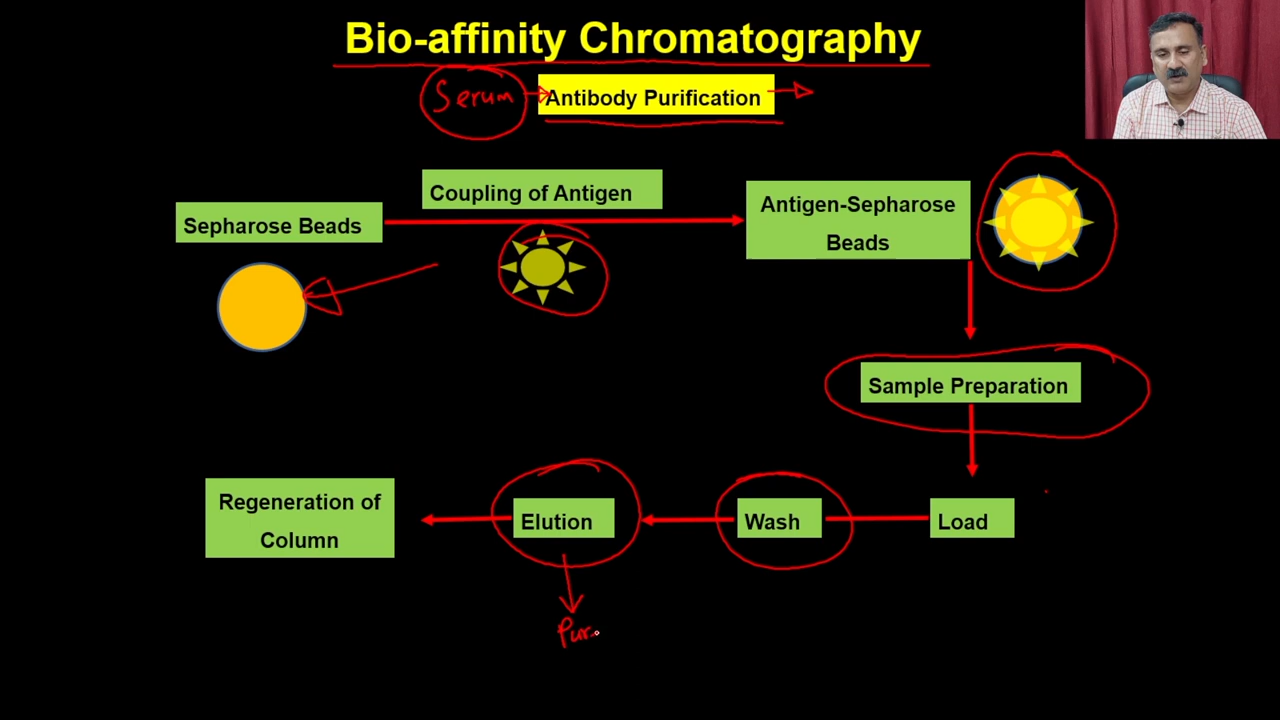 Bio-affinity Chromatography
Serum
Antibody Purification
Coupling of Antigen
Sepharose Beads
Antigen-Sepharose
Beads
Sample Preparation
Regeneration of
Column
Elution
Wash
Load
Pur